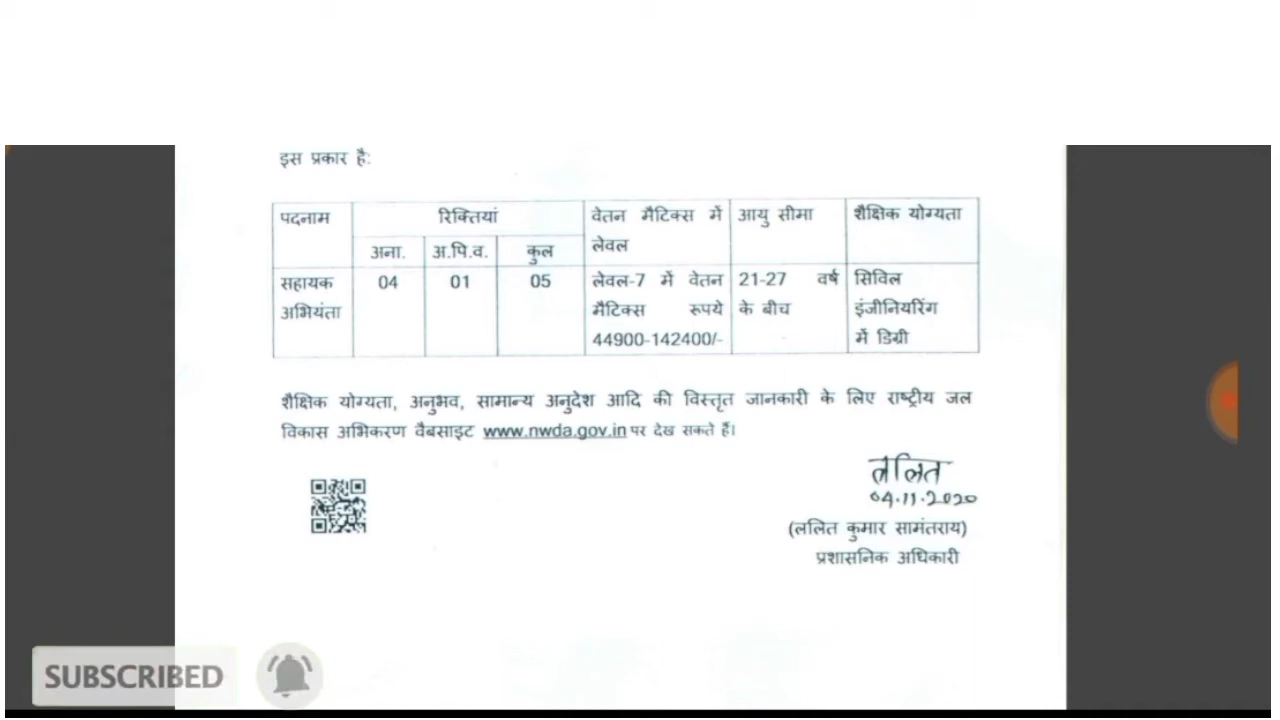 इस प्रकार है:
पदनाम रिक्तियां वेतन मैटिक्स में लेवल आयु सीमा शैक्षिक योग्यता
अना. अ.पि.व. कुल
सहायक 04 01 05 लेवल-7 में वेतन 21-27 वर्ष सिविल
अभियंता मैटिक्स रूपये के बीच इंजीनियरिंग
44900-142400/- में डिग्री
शैक्षिक योग्यता, अनुभव, सामान्य अनुदेश आदि की विस्तृत जानकारी के लिए राष्ट्रीय जल
विकास अभिकरण वैबसाइट www.nwda.gov.in पर देख सकते हैं।
ललित
04.11.2020
(ललित कुमार सामंतराय)
प्रशासनिक अधिकारी
SUBSCRIBED